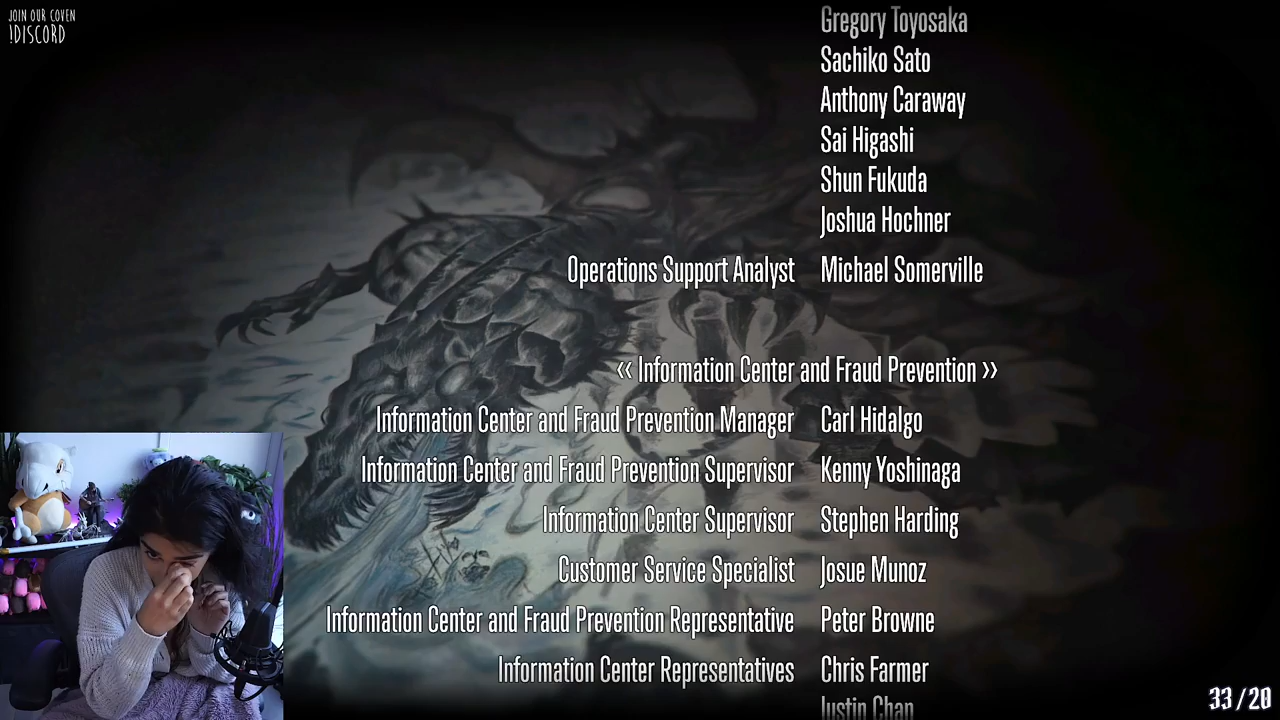 JOIN OUR COVEN
!DISCORD
Gregory Toyosaka
Sachiko Sato
Anthony Caraway
Sai Higashi
Shun Fukuda
Joshua Hochner
Operations Support Analyst Michael Somerville
<< Information Center and Fraud Prevention >>
Information Center and Fraud Prevention Manager Carl Hidalgo
Information Center and Fraud Prevention Supervisor Kenny Yoshinaga
Information Center Supervisor Stephen Harding
Customer Service Specialist Josue Munoz
Information Center and Fraud Prevention Representative Peter Browne
Information Center Representatives Chris Farmer
Justin Chan
33/20